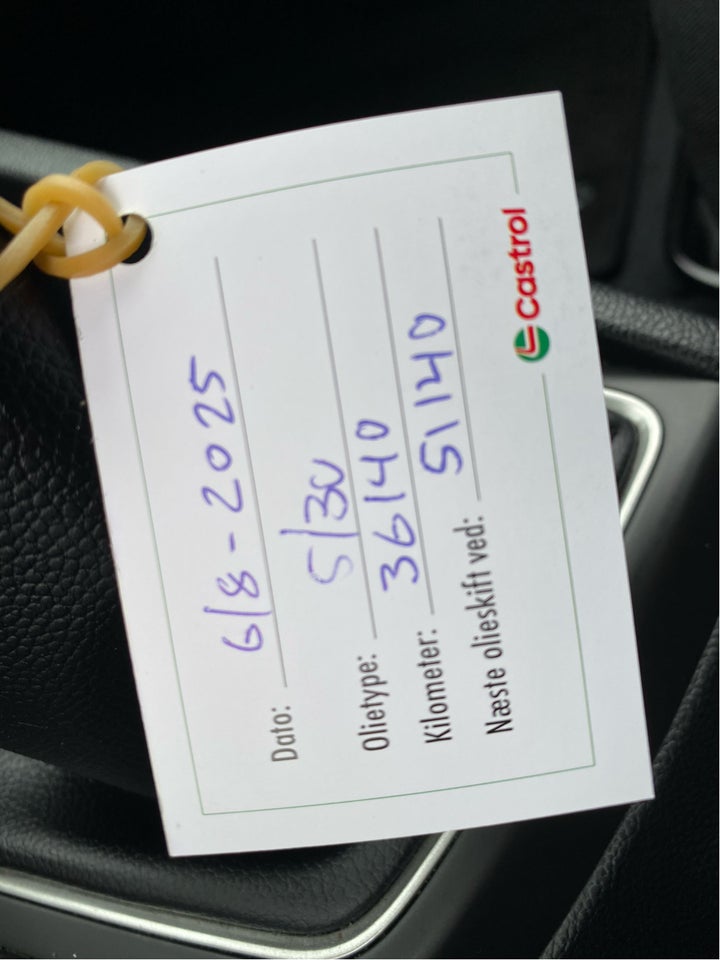 Dato: 6/8-2025
Olietype: 5/30
Kilometer: 36140
Næste olieskift ved: 51140
Castrol